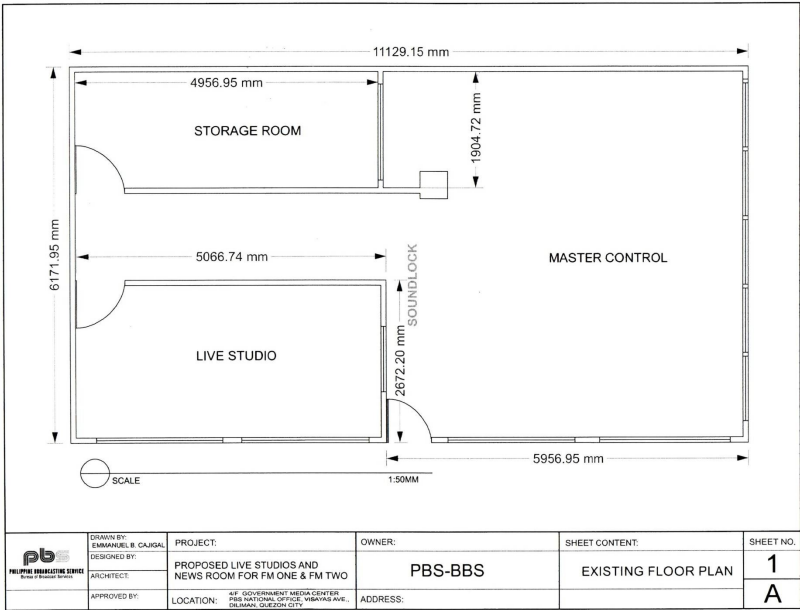 11129.15 mm
4956.95 mm
STORAGE ROOM
1904.72 mm
6171.95 mm
5066.74 mm
SOUNDLOCK
MASTER CONTROL
LIVE STUDIO
2672.20 mm
5956.95 mm
SCALE
1:50MM
pbs
PHILIPPINE BROADCASTING SERVICE
Bureau of Broadcast Services
DRAWN BY:
EMMANUEL B. CAJIGAL
DESIGNED BY:
ARCHITECT:
APPROVED BY:
PROJECT:
PROPOSED LIVE STUDIOS AND
NEWS ROOM FOR FM ONE & FM TWO
LOCATION: 4/F GOVERNMENT MEDIA CENTER
PBS NATIONAL OFFICE, VISAYAS AVE.,
DILIMAN, QUEZON CITY
OWNER:
PBS-BBS
ADDRESS:
SHEET CONTENT:
EXISTING FLOOR PLAN
SHEET NO.
1
A